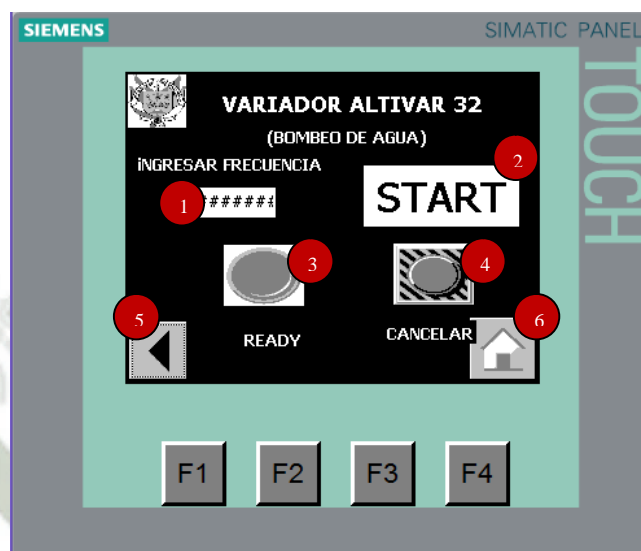 SIEMENS
SIMATIC PANEL
TOUCH
VARIADOR ALTIVAR 32
(BOMBEO DE AGUA)
iNGRESAR FRECUENCIA
2
1
######
START
3
4
5
READY
CANCELAR
6
F1
F2
F3
F4